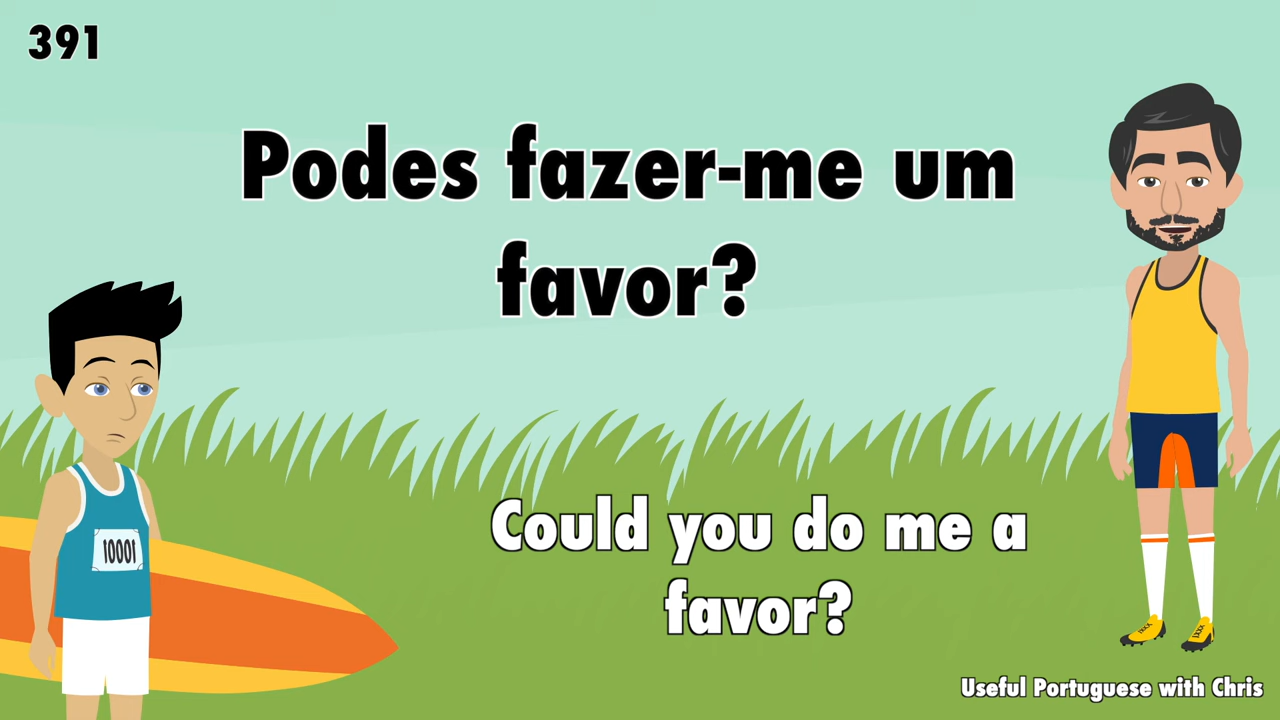 391
Podes fazer-me um
favor?
10001
Could you do me a
favor?
Useful Portuguese with Chris